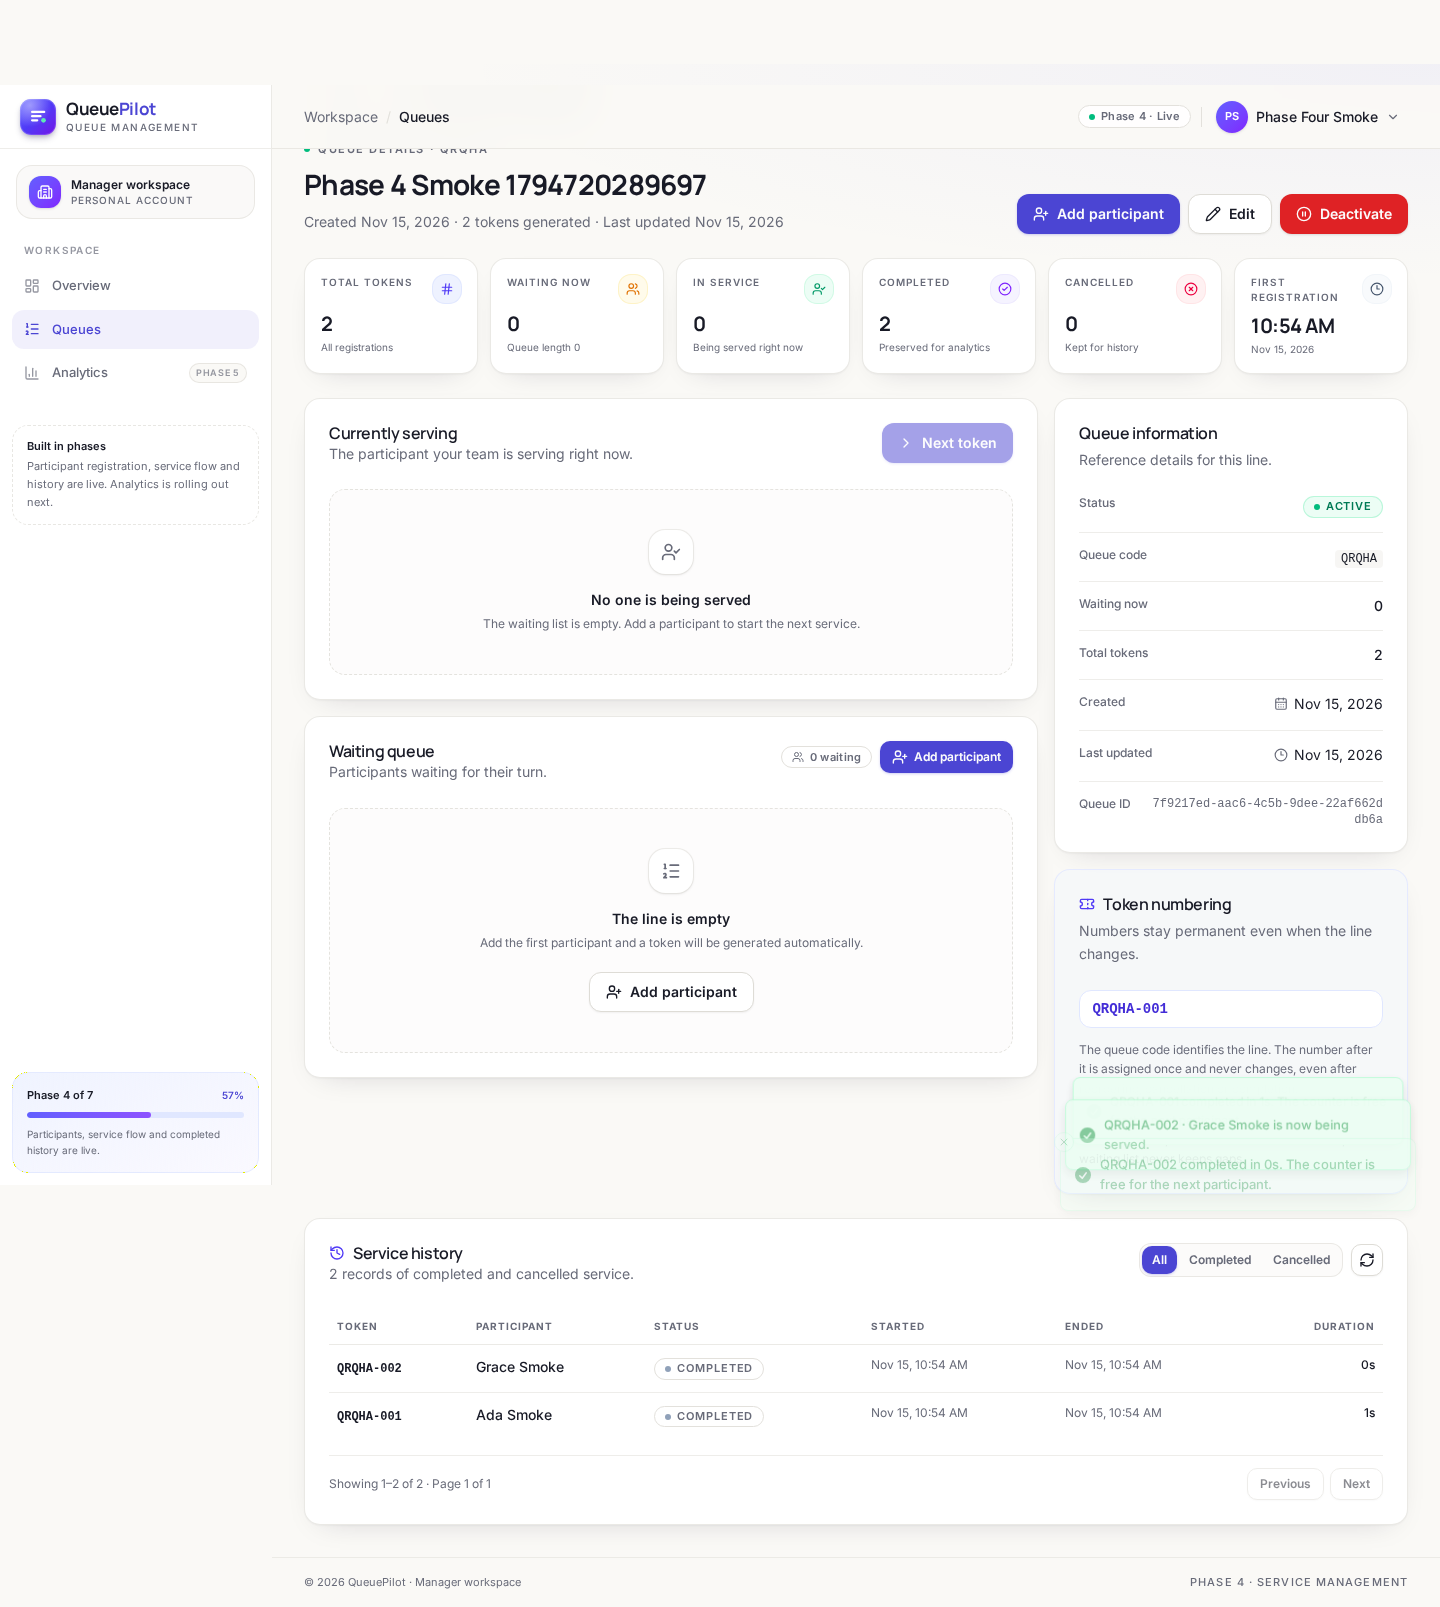 QueuePilot
QUEUE MANAGEMENT
Workspace / Queues
Phase 4 · Live
PS
Phase Four Smoke
Manager workspace
PERSONAL ACCOUNT
WORKSPACE
Overview
Queues
Analytics
PHASE 5
Built in phases
Participant registration, service flow and
history are live. Analytics is rolling out
next.
Phase 4 of 7
57%
Participants, service flow and completed
history are live.
QUEUE DETAILS · QRQHA
Phase 4 Smoke 1794720289697
Created Nov 15, 2026 · 2 tokens generated · Last updated Nov 15, 2026
Add participant
Edit
Deactivate
TOTAL TOKENS
2
All registrations
WAITING NOW
0
Queue length 0
IN SERVICE
0
Being served right now
COMPLETED
2
Preserved for analytics
CANCELLED
0
Kept for history
FIRST
REGISTRATION
10:54 AM
Nov 15, 2026
Currently serving
The participant your team is serving right now.
Next token
No one is being served
The waiting list is empty. Add a participant to start the next service.
Waiting queue
Participants waiting for their turn.
0 waiting
Add participant
The line is empty
Add the first participant and a token will be generated automatically.
Add participant
Queue information
Reference details for this line.
Status
ACTIVE
Queue code
QRQHA
Waiting now
0
Total tokens
2
Created
Nov 15, 2026
Last updated
Nov 15, 2026
Queue ID
7f9217ed-aac6-4c5b-9dee-22af662d
db6a
Token numbering
Numbers stay permanent even when the line
changes.
QRQHA-001
The queue code identifies the line. The number after
it is assigned once and never changes, even after
QRQHA-002 · Grace Smoke is now being
served.
QRQHA-002 completed in 0s. The counter is
free for the next participant.
Service history
2 records of completed and cancelled service.
All
Completed
Cancelled
TOKEN PARTICIPANT STATUS STARTED ENDED DURATION
QRQHA-002 Grace Smoke COMPLETED Nov 15, 10:54 AM Nov 15, 10:54 AM 0s
QRQHA-001 Ada Smoke COMPLETED Nov 15, 10:54 AM Nov 15, 10:54 AM 1s
Showing 1–2 of 2 · Page 1 of 1
Previous
Next
© 2026 QueuePilot · Manager workspace
PHASE 4 · SERVICE MANAGEMENT